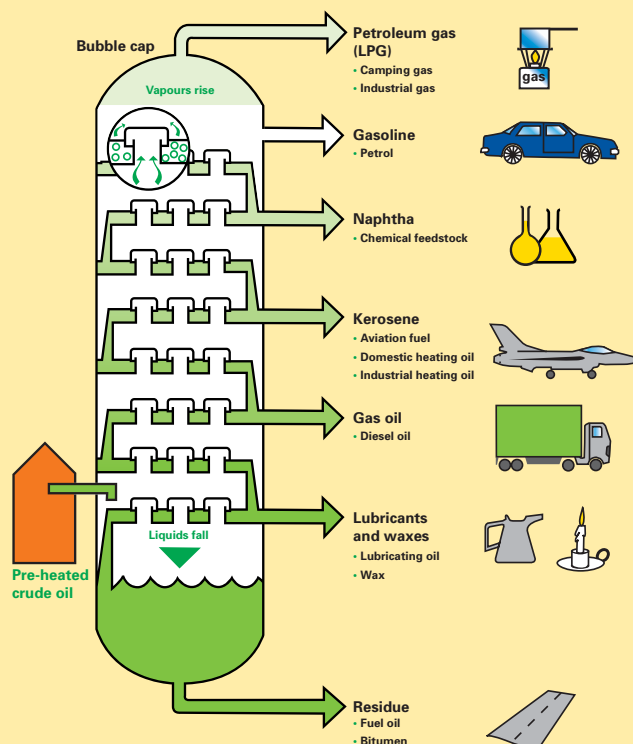 Bubble cap
Vapours rise
Petroleum gas
(LPG)
• Camping gas
• Industrial gas
gas
Gasoline
• Petrol
Naphtha
• Chemical feedstock
Kerosene
• Aviation fuel
• Domestic heating oil
• Industrial heating oil
Gas oil
• Diesel oil
Lubricants
and waxes
• Lubricating oil
• Wax
Liquids fall
Pre-heated
crude oil
Residue
• Fuel oil
• Bitumen